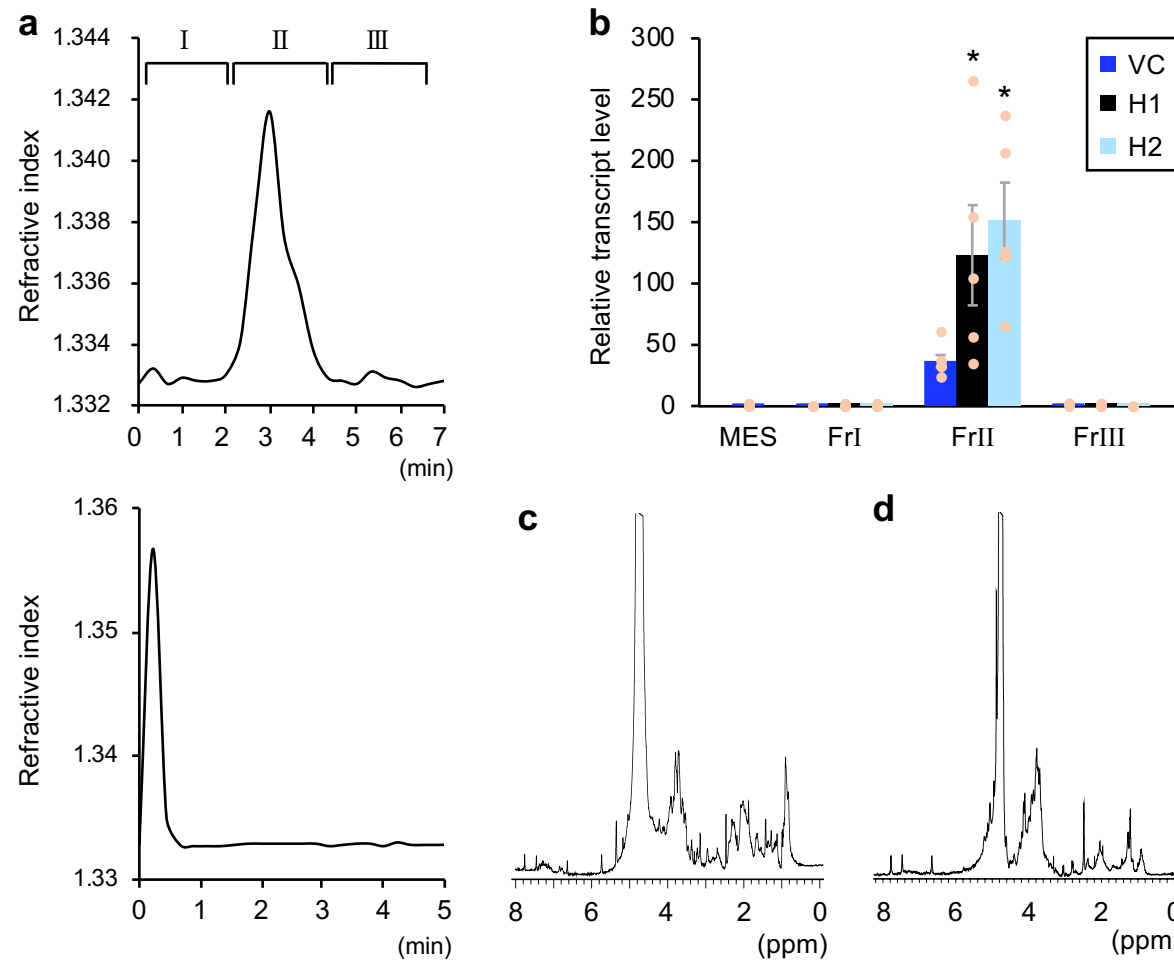 a
I II III
Refractive index
1.344
1.342
1.340
1.338
1.336
1.334
1.332
0 1 2 3 4 5 6 7
(min)
b
Relative transcript level
300
250
200
150
100
50
0
MES FrI FrII FrIII
* *
VC
H1
H2
Refractive index
1.36
1.35
1.34
1.33
0 1 2 3 4 5
(min)
c
8 6 4 2 0
(ppm)
d
8 6 4 2 0
(ppm